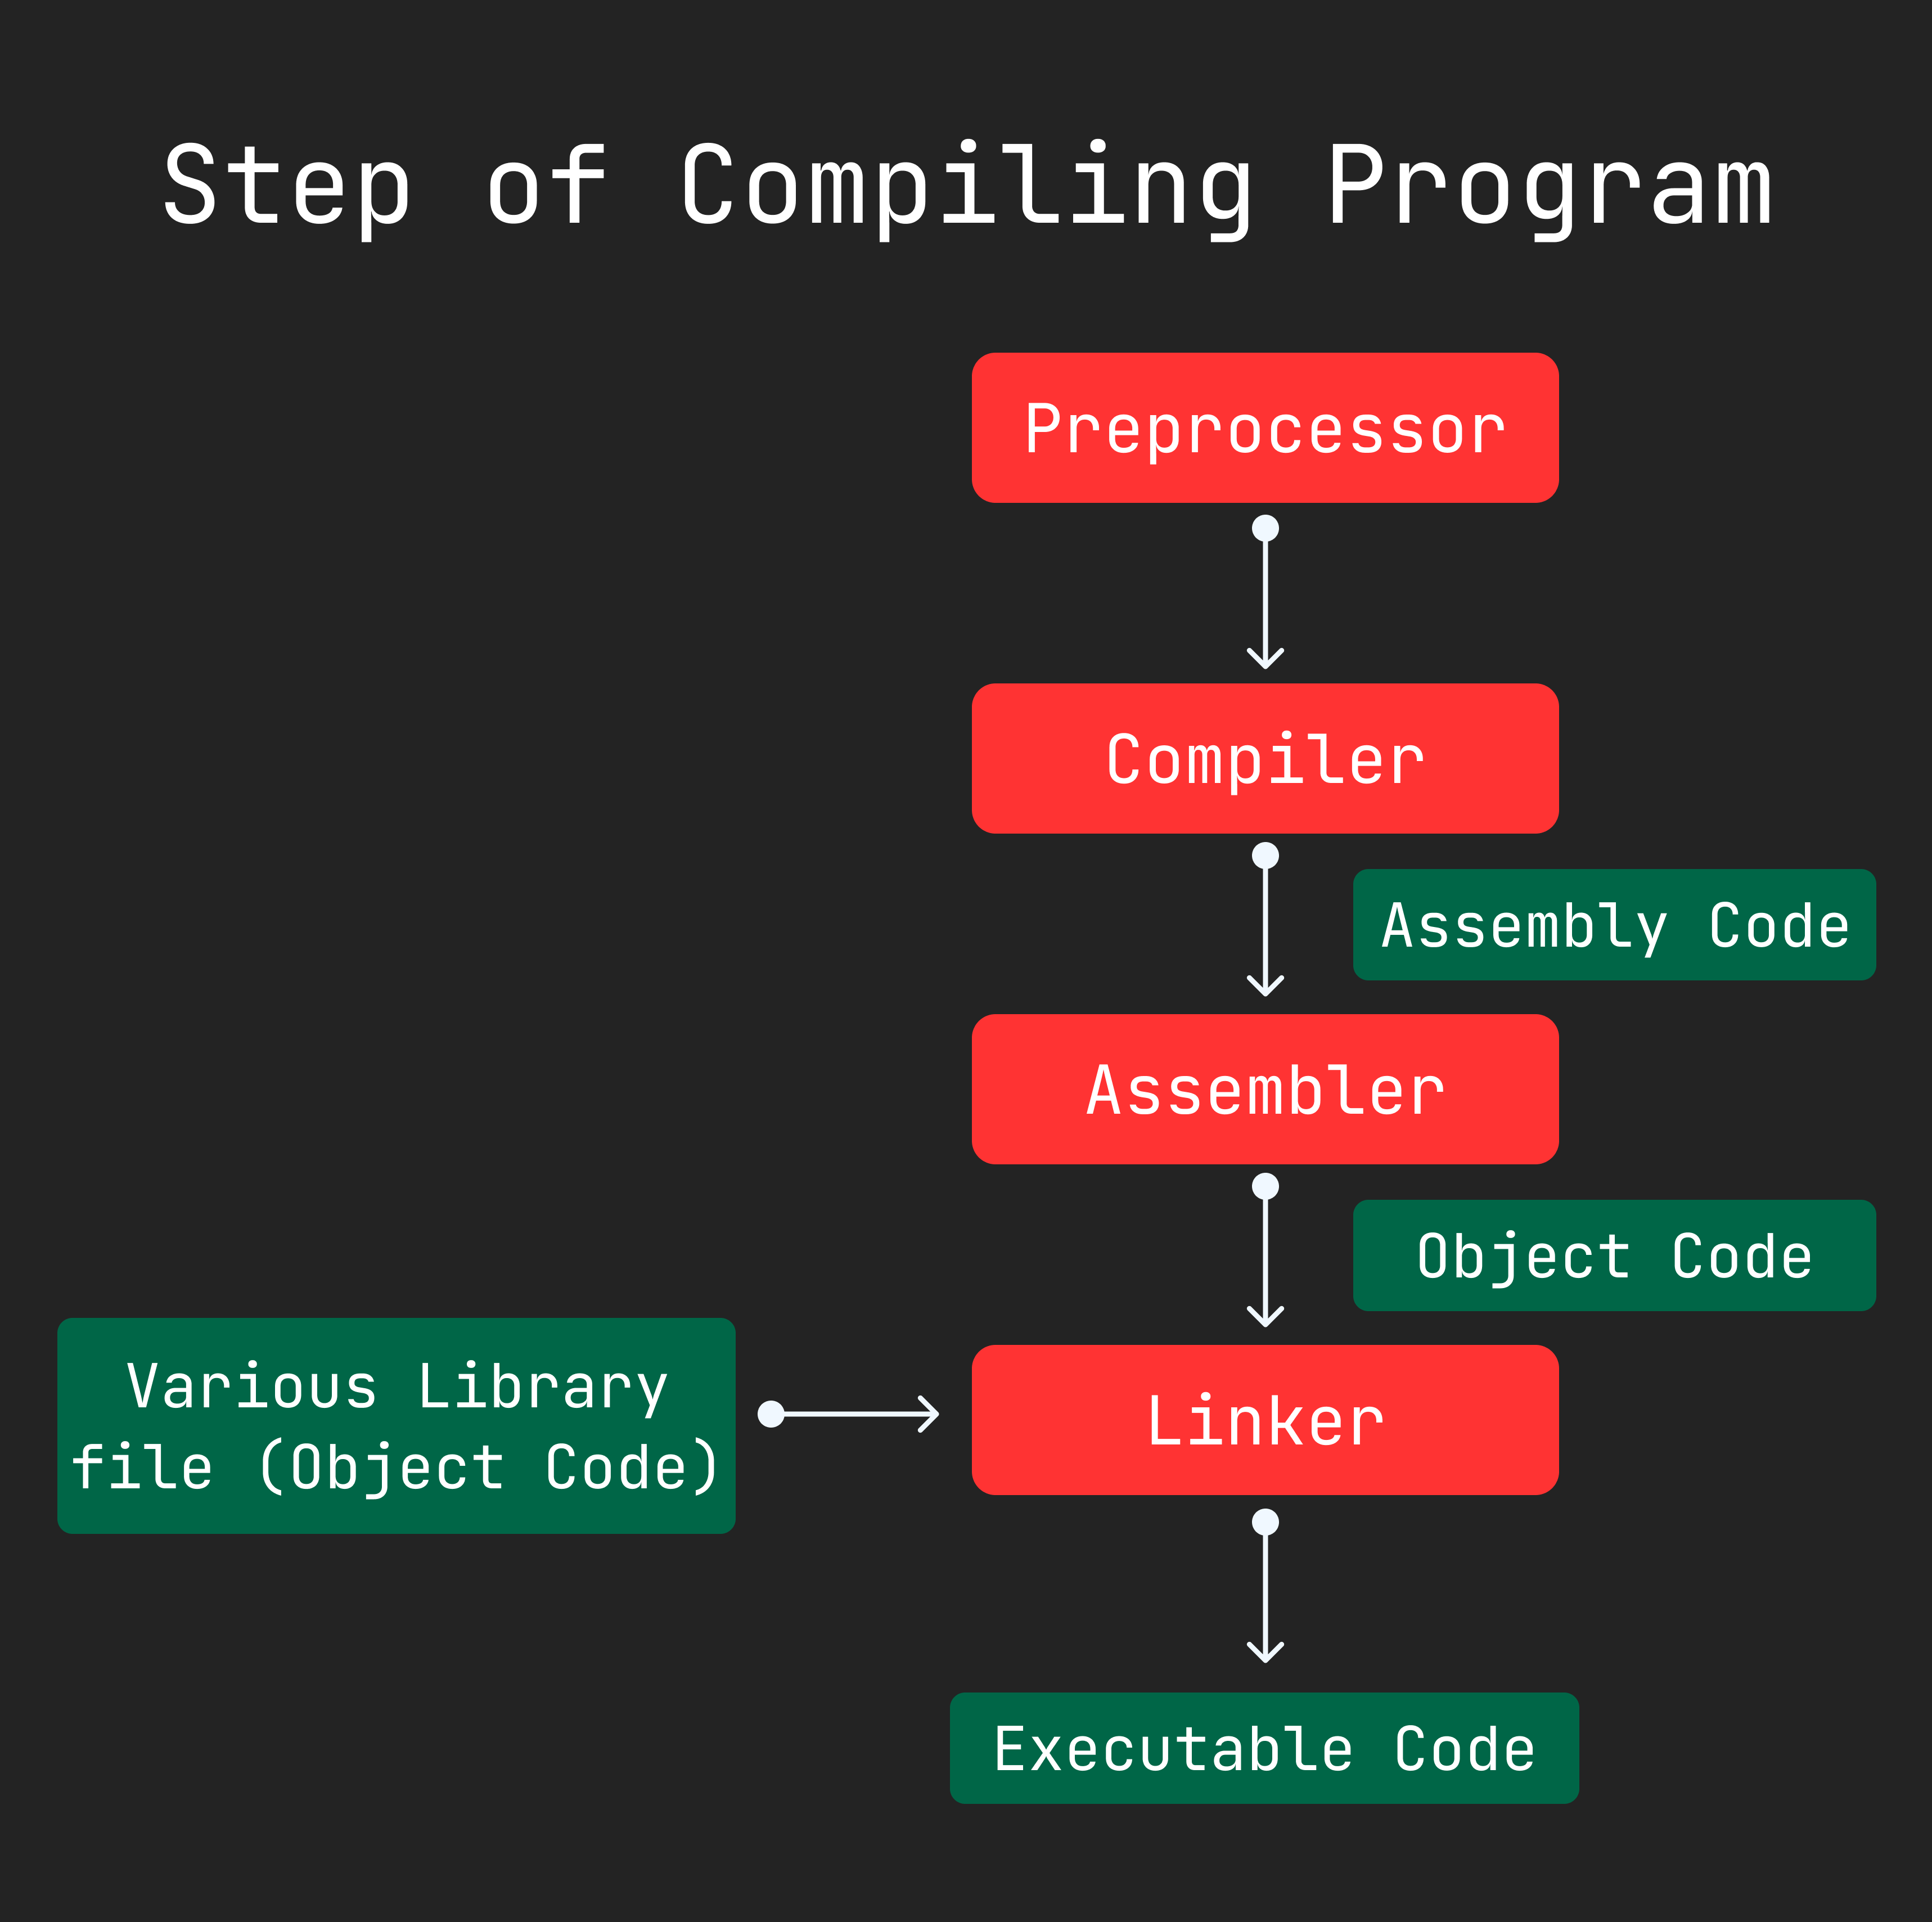 Step of Compiling Program
Preprocessor
Compiler
Assembly Code
Assembler
Object Code
Various Library
file (Object Code)
Linker
Executable Code